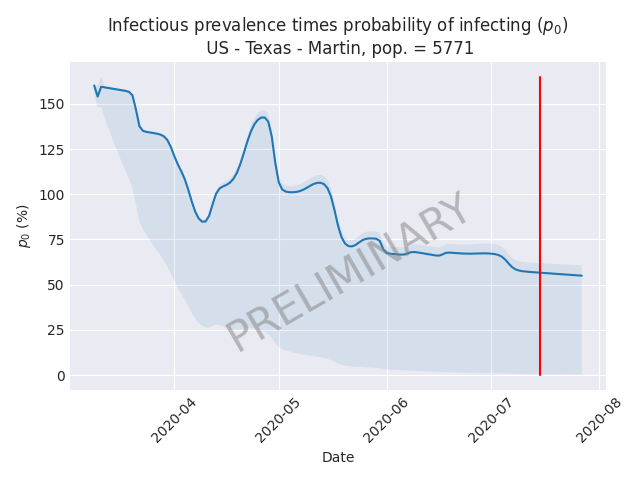 Infectious prevalence times probability of infecting (p₀)
US - Texas - Martin, pop. = 5771
p₀ (%)
150
125
100
75
50
25
0
PRELIMINARY
2020-04
2020-05
2020-06
2020-07
2020-08
Date